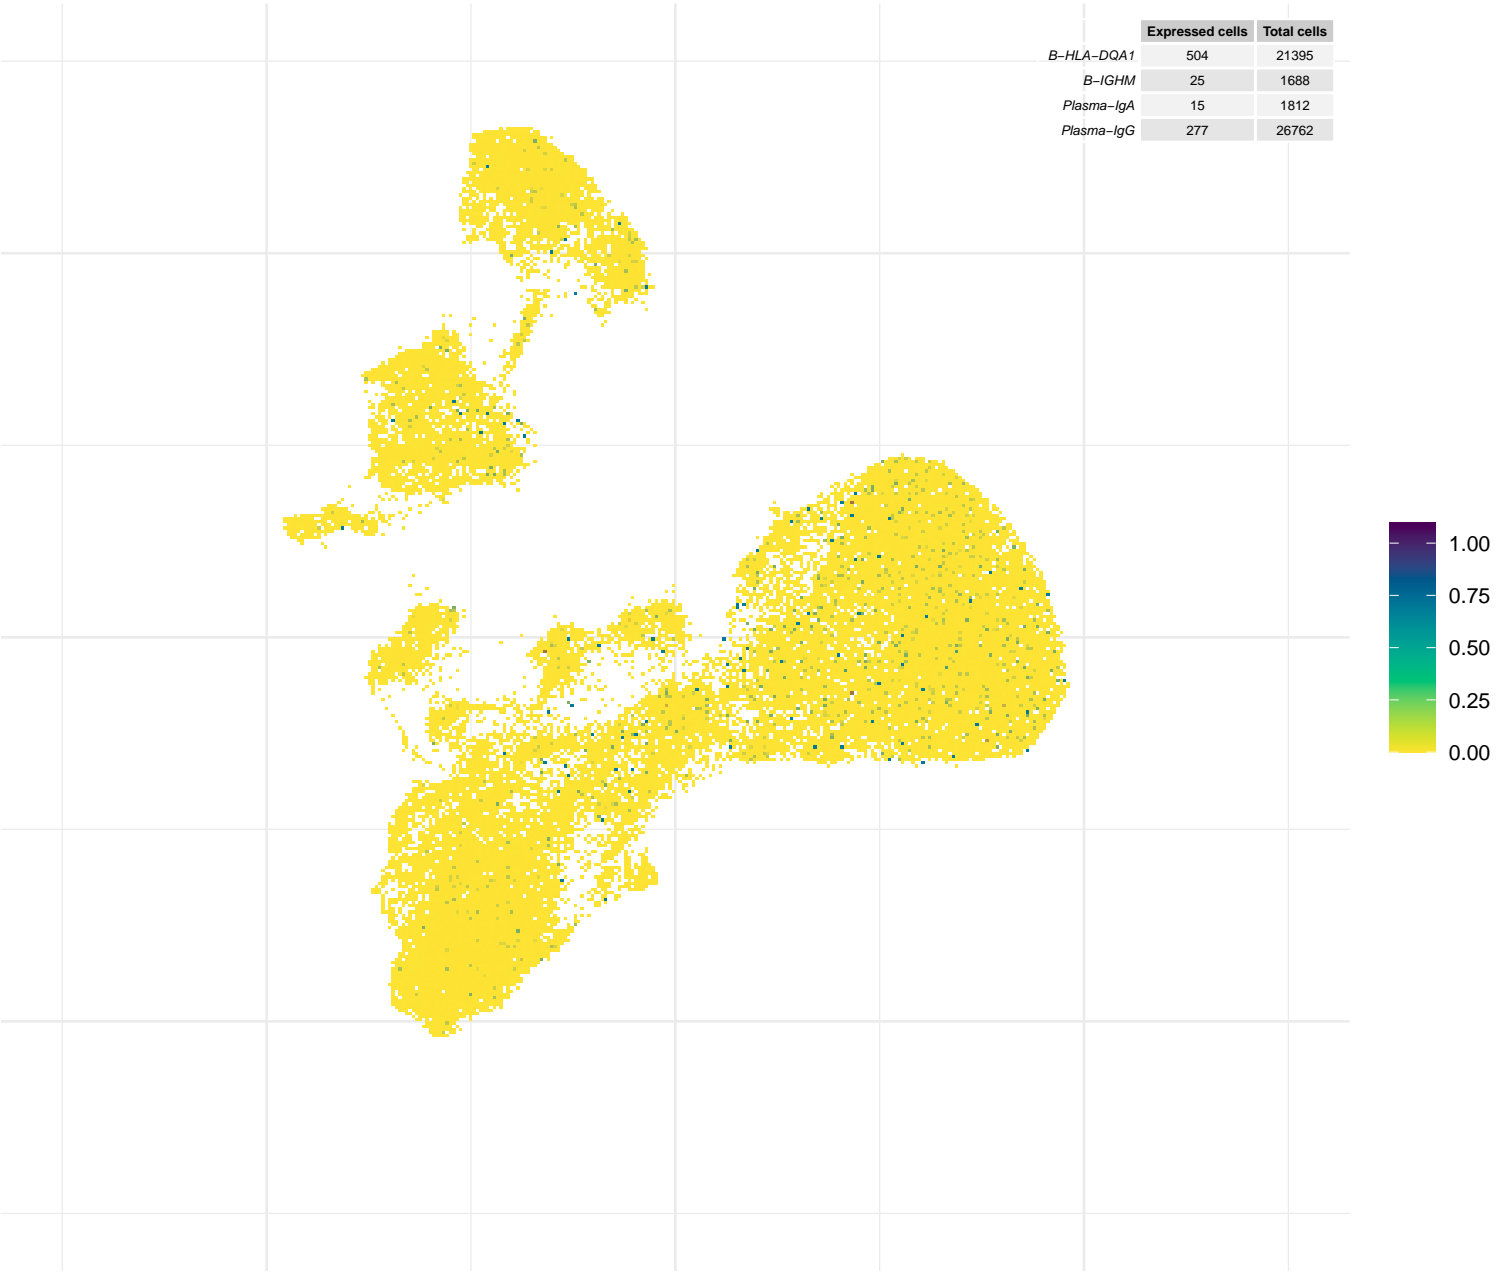 Expressed cells Total cells
B−HLA−DQA1 504 21395
B−IGHM 25 1688
Plasma−IgA 15 1812
Plasma−IgG 277 26762
1.00
0.75
0.50
0.25
0.00